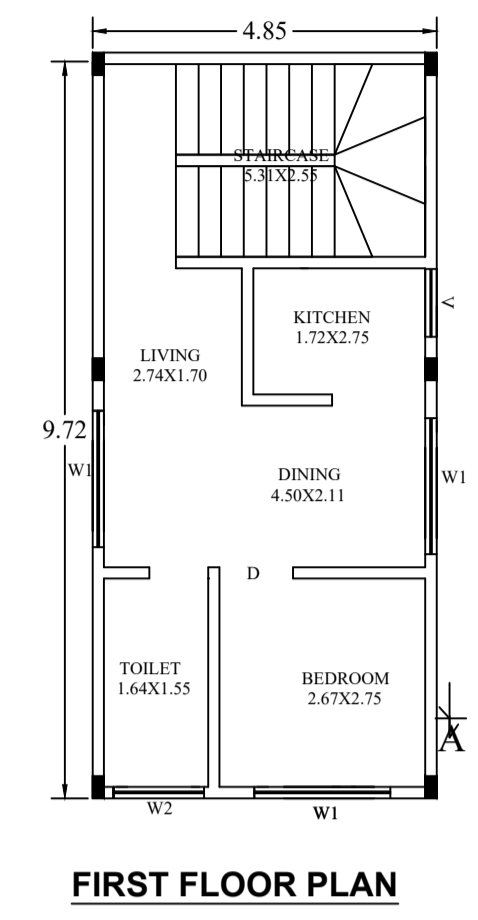 4.85
STAIRCASE
5.31X2.55
V
KITCHEN
1.72X2.75
LIVING
2.74X1.70
9.72
W1
DINING
4.50X2.11
W1
D
TOILET
1.64X1.55
BEDROOM
2.67X2.75
A
W2
W1
FIRST FLOOR PLAN